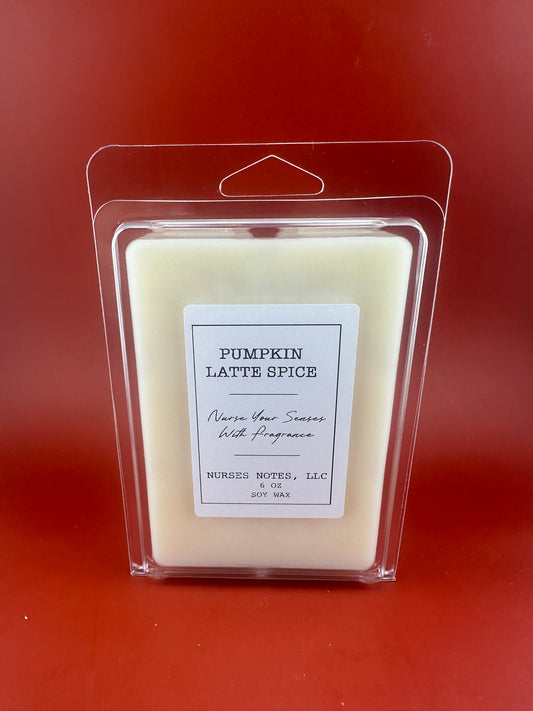 PUMPKIN
LATTE SPICE
Nurse Your Senses
With Fragrance
NURSES NOTES, LLC
6 OZ
SOY WAX